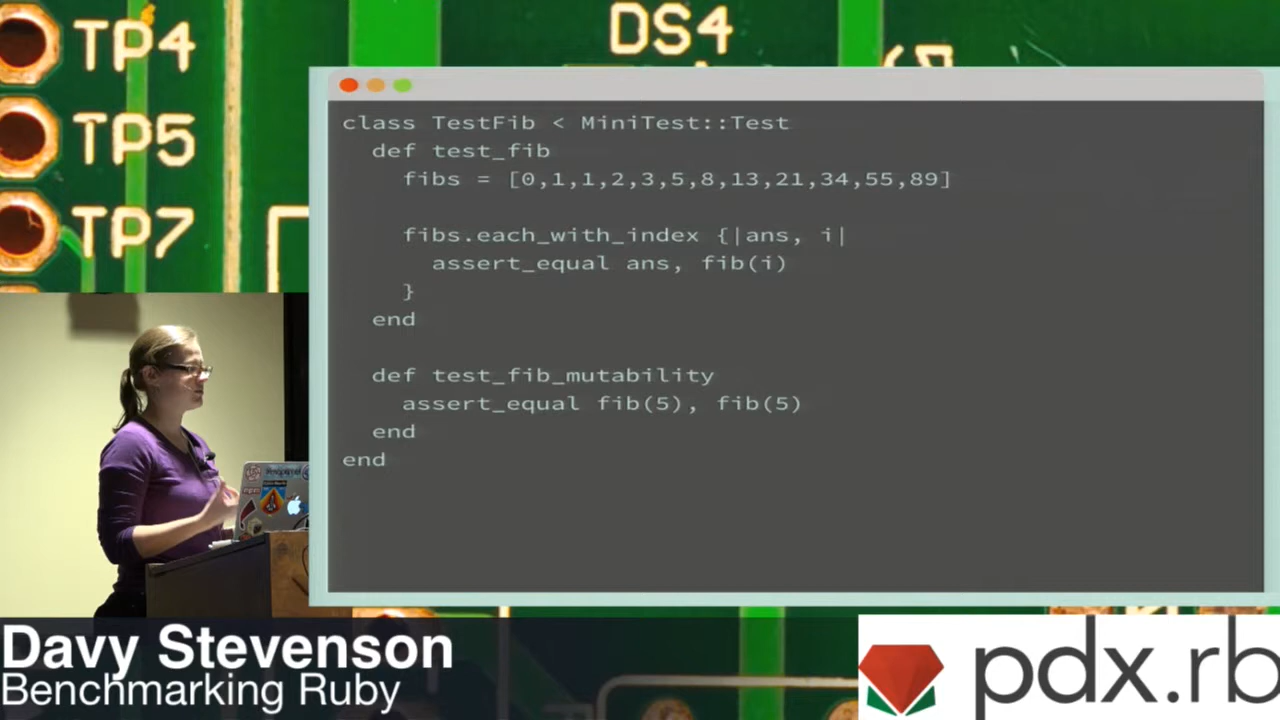 TP4
TP5
TP7
DS4
class TestFib < MiniTest::Test
  def test_fib
    fibs = [0,1,1,2,3,5,8,13,21,34,55,89]
    fibs.each_with_index {|ans, i|
      assert_equal ans, fib(i)
    }
  end
  def test_fib_mutability
    assert_equal fib(5), fib(5)
  end
end
Davy Stevenson
Benchmarking Ruby
pdx.rb